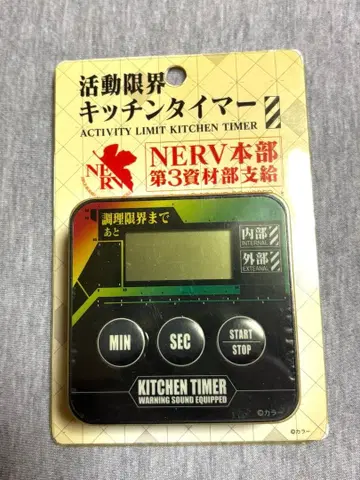 活動限界
キッチンタイマー
ACTIVITY LIMIT KITCHEN TIMER
NERV
NERV本部
第3資材部支給
調理限界まで
あと
内部
INTERNAL
外部
EXTERNAL
MIN
SEC
START
STOP
KITCHEN TIMER
WARNING SOUND EQUIPPED
©カラー
©カラー